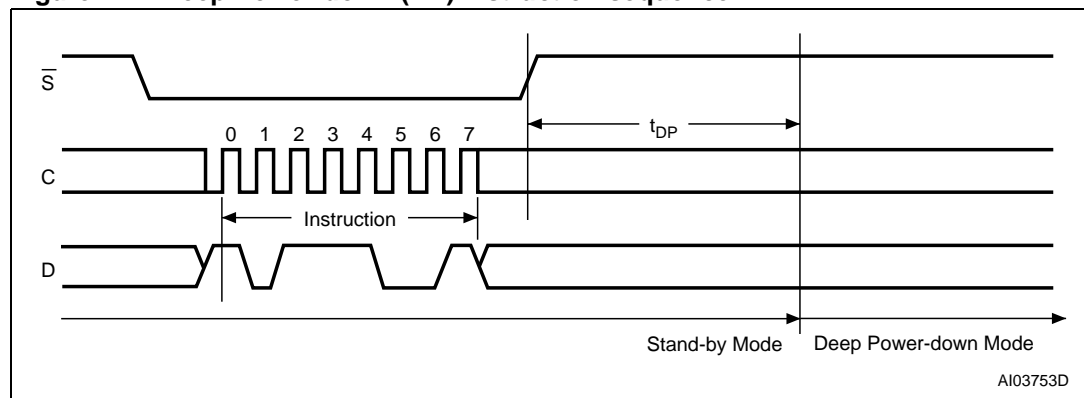 S
0 1 2 3 4 5 6 7
tDP
C
Instruction
D
Stand-by Mode Deep Power-down Mode
AI03753D